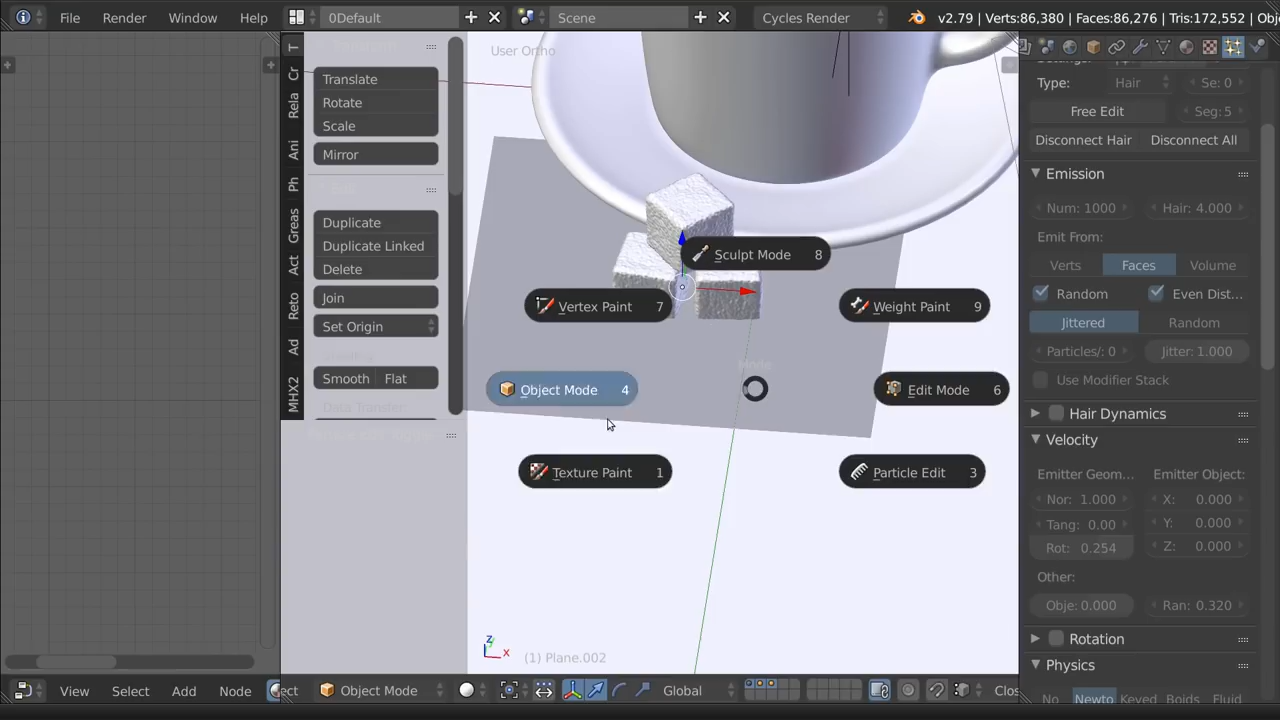 File Render Window Help 0Default Scene Cycles Render v2.79 | Verts:86,380 | Faces:86,276 | Tris:172,552 | Obj
User Ortho
T
Cr
Rela
Ani
Ph
Greas
Act
Reto
Ad
MHX2
Translate
Rotate
Scale
Mirror
Duplicate
Duplicate Linked
Delete
Join
Set Origin
Smooth Flat
Data Transfer:
Sculpt Mode 8
Vertex Paint 7
Weight Paint 9
Mode
Object Mode 4
Edit Mode 6
Texture Paint 1
Particle Edit 3
z
y
x
(1) Plane.002
Type: Hair Se: 0
Free Edit Seg: 5
Disconnect Hair Disconnect All
Emission
Num: 1000 Hair: 4.000
Emit From:
Verts Faces Volume
Random Even Dist...
Jittered Random
Particles/: 0 Jitter: 1.000
Use Modifier Stack
Hair Dynamics
Velocity
Emitter Geom... Emitter Object:
Nor: 1.000 X: 0.000
Tang: 0.00 Y: 0.000
Rot: 0.254 Z: 0.000
Other:
Obje: 0.000 Ran: 0.320
Rotation
Physics
No Newto Keyed Boids Fluid
View Select Add Node ect Object Mode Global Clos